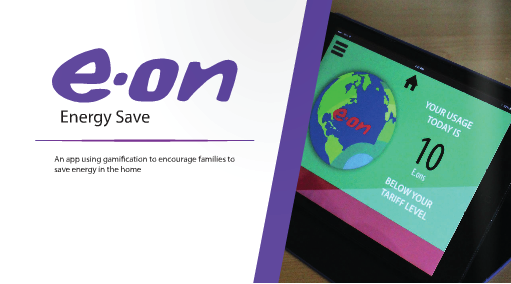 e·on
Energy Save
An app using gamification to encourage families to
save energy in the home
e·on
YOUR USAGE
TODAY IS
10
BELOW YOUR
TARIFF LEVEL